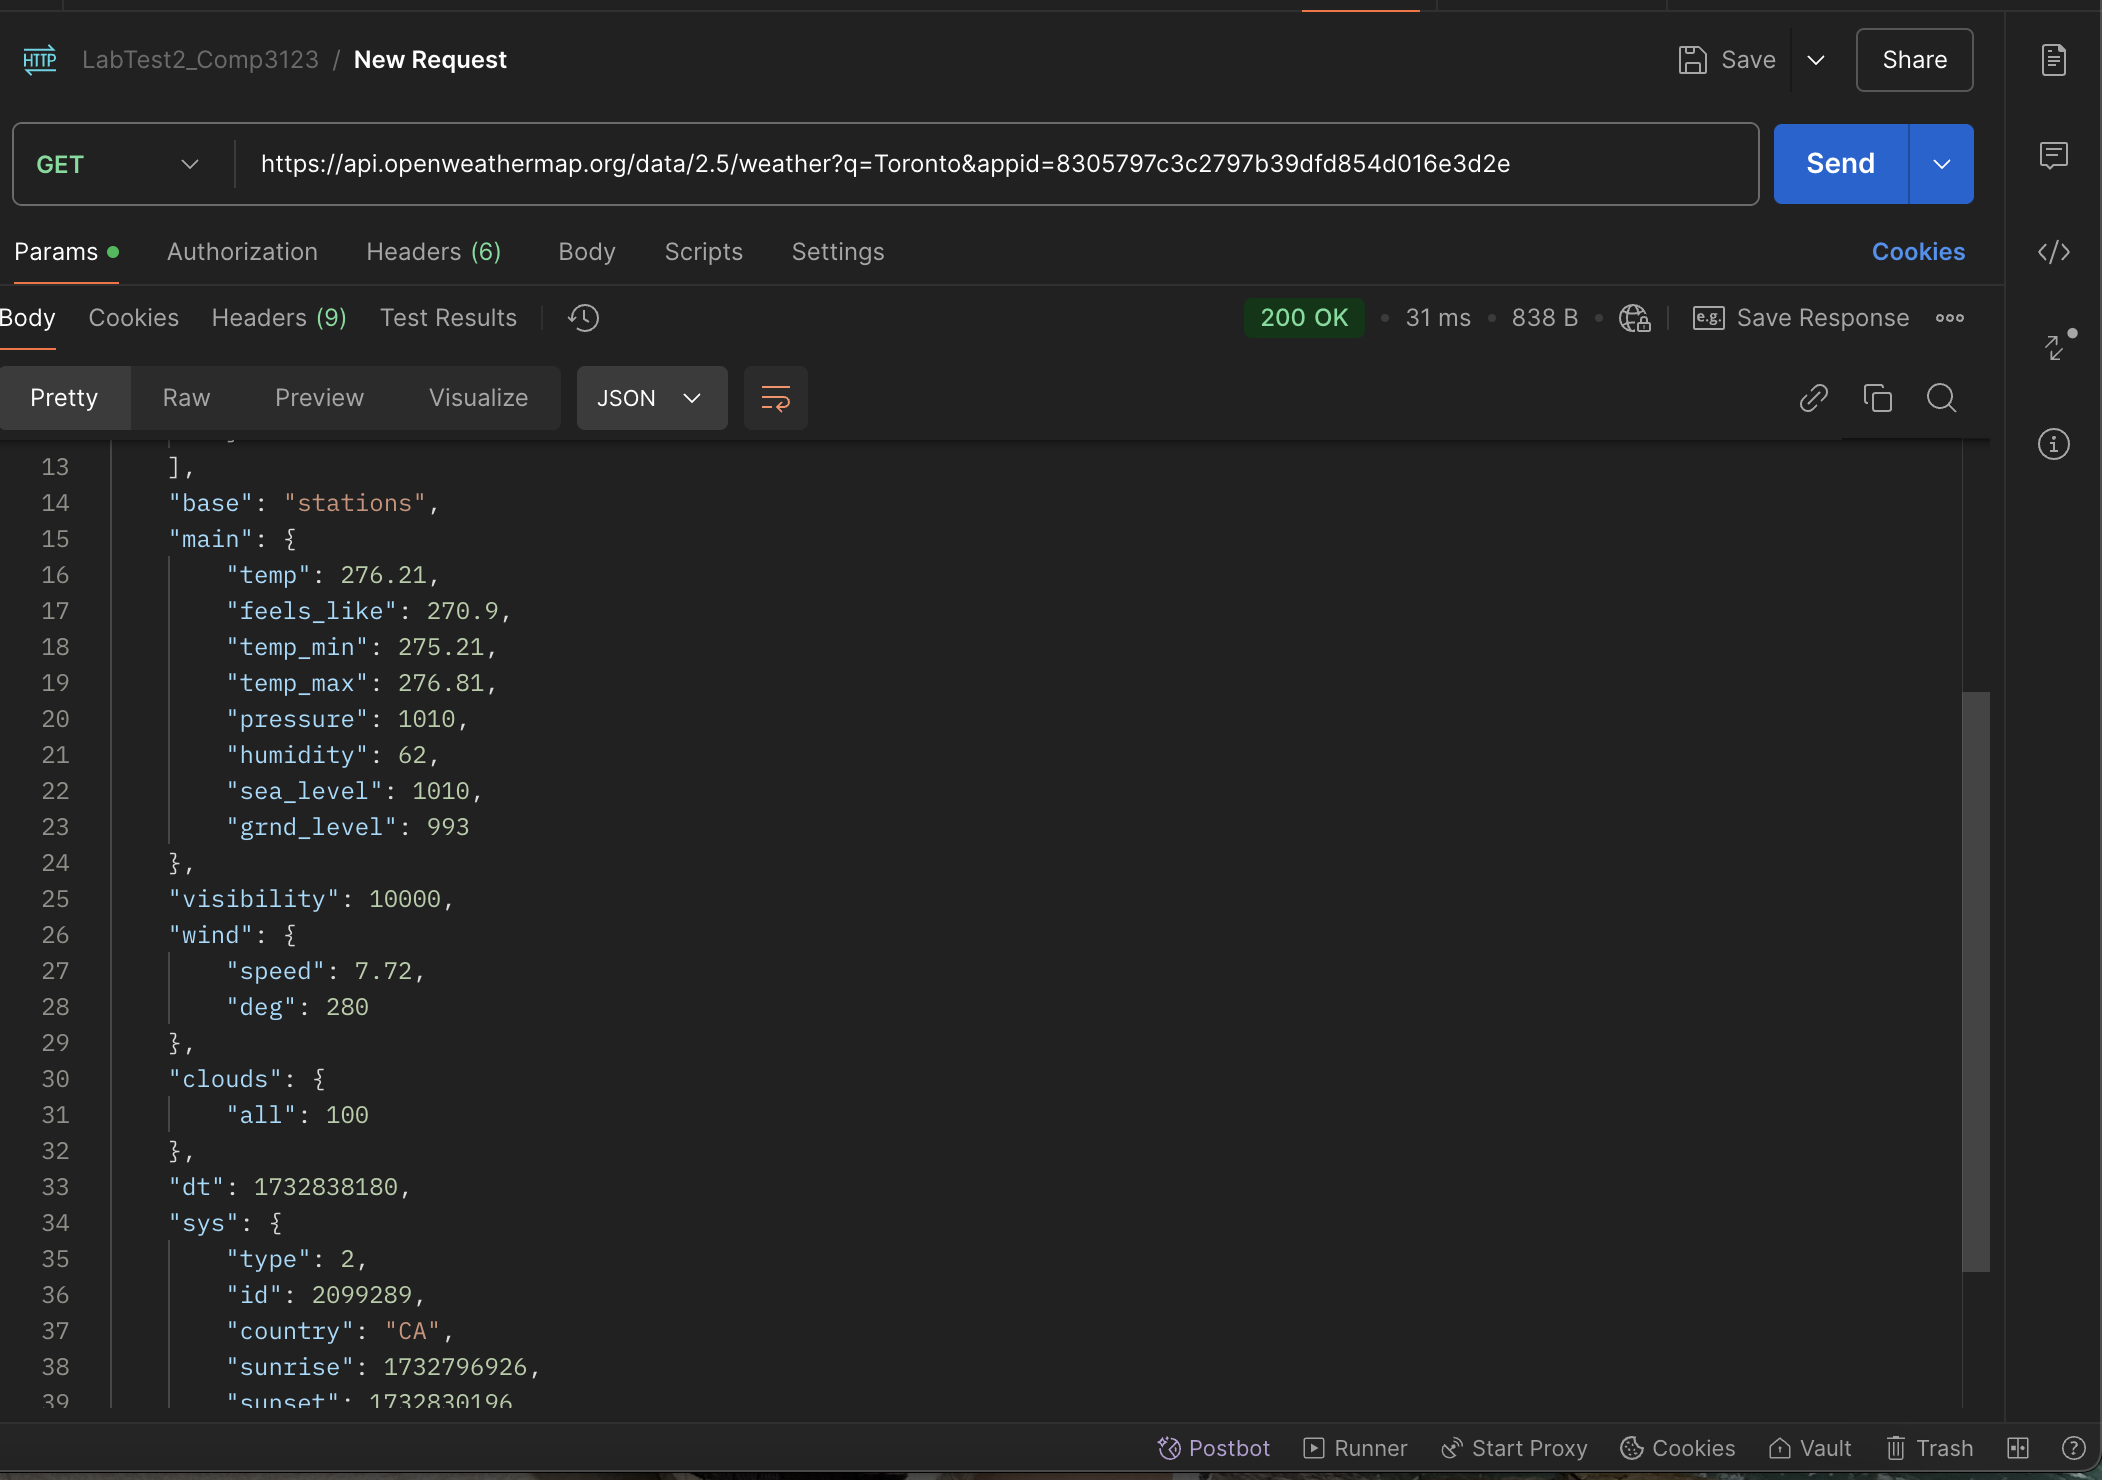 HTTP LabTest2_Comp3123 / New Request Save Share
GET https://api.openweathermap.org/data/2.5/weather?q=Toronto&appid=8305797c3c2797b39dfd854d016e3d2e Send
Params Authorization Headers (6) Body Scripts Settings Cookies
Body Cookies Headers (9) Test Results 200 OK 31 ms 838 B e.g. Save Response
Pretty Raw Preview Visualize JSON
13 ],
14 "base": "stations",
15 "main": {
16 "temp": 276.21,
17 "feels_like": 270.9,
18 "temp_min": 275.21,
19 "temp_max": 276.81,
20 "pressure": 1010,
21 "humidity": 62,
22 "sea_level": 1010,
23 "grnd_level": 993
24 },
25 "visibility": 10000,
26 "wind": {
27 "speed": 7.72,
28 "deg": 280
29 },
30 "clouds": {
31 "all": 100
32 },
33 "dt": 1732838180,
34 "sys": {
35 "type": 2,
36 "id": 2099289,
37 "country": "CA",
38 "sunrise": 1732796926,
39 "sunset": 1732830196
Postbot Runner Start Proxy Cookies Vault Trash